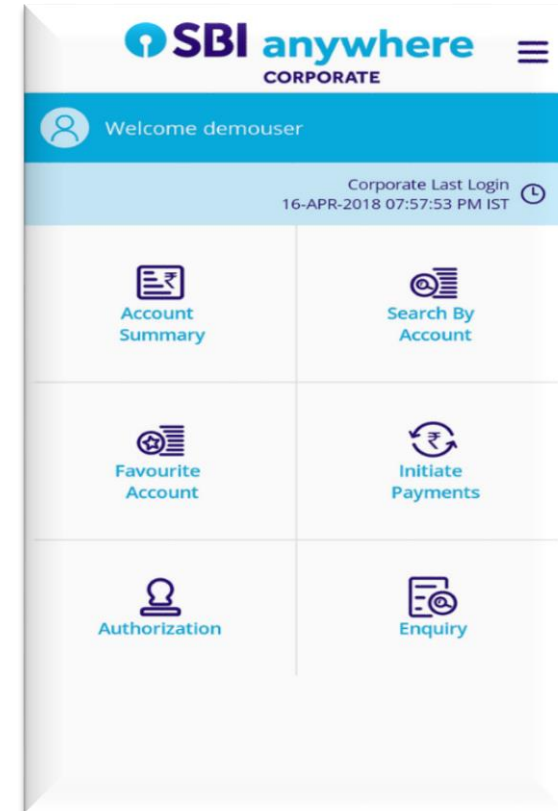 SBI anywhere
CORPORATE
Welcome demouser
Corporate Last Login
16-APR-2018 07:57:53 PM IST
Account
Summary
Search By
Account
Favourite
Account
Initiate
Payments
Authorization
Enquiry